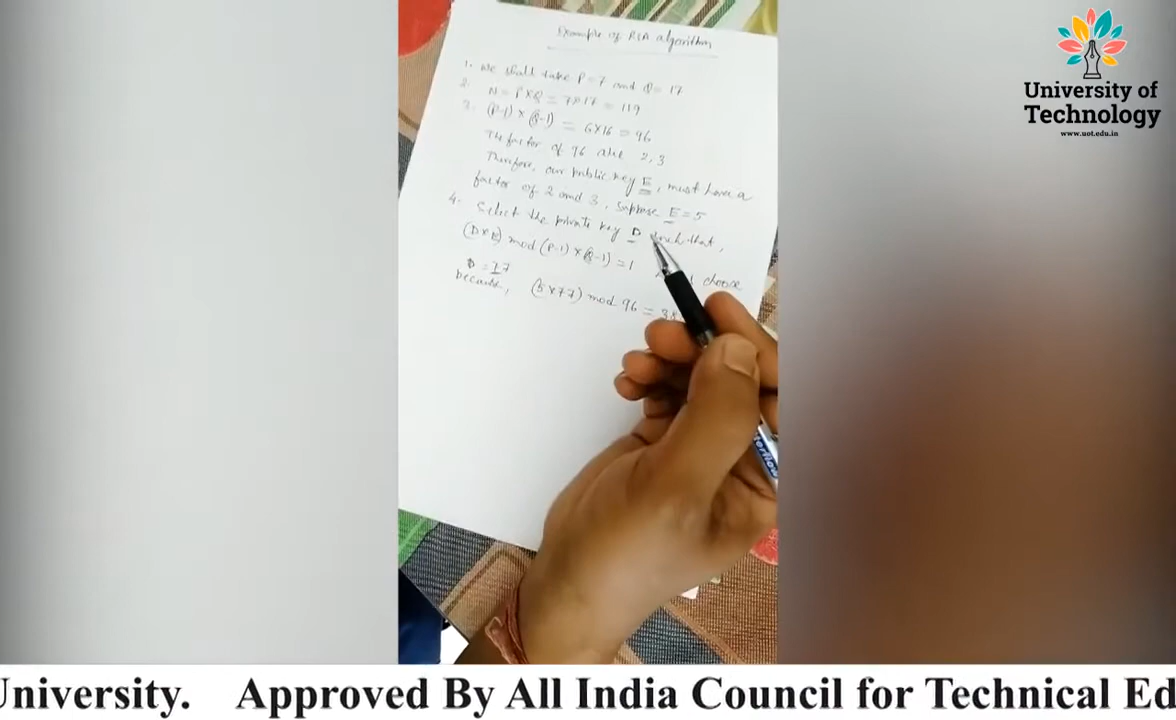 Example of RSA algorithm
1. We shall take P = 7 and Q = 17
2. N = P × Q = 7 × 17 = 119
3. (P-1) × (Q-1) = 6 × 16 = 96
The factor of 96 are 2, 3
Therefore, our public key E, must have a
factor of 2 and 3, suppose E = 5
4. Select the private key D such that,
(D × E) mod (P-1) × (Q-1) = 1 choose
D = 77
because, (5 × 77) mod 96 = 38
University of
Technology
www.uot.edu.in
University. Approved By All India Council for Technical Ed